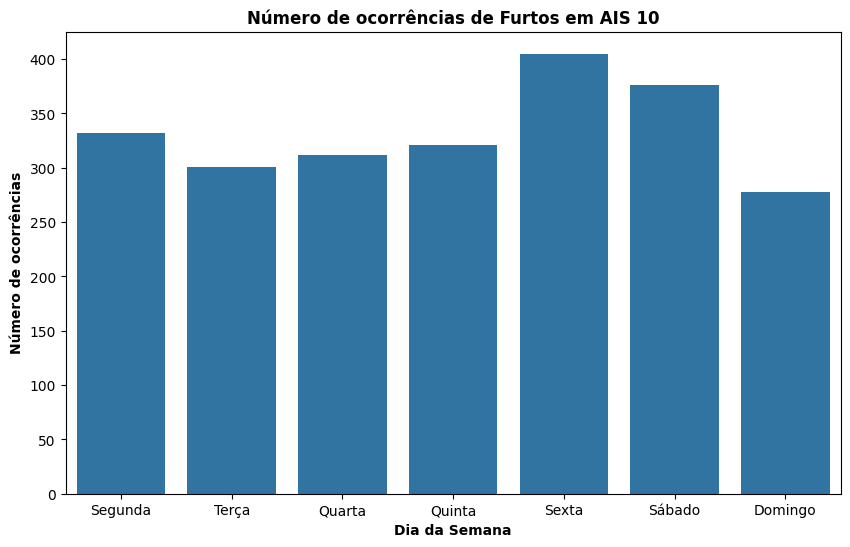 Número de ocorrências de Furtos em AIS 10
Número de ocorrências
400
350
300
250
200
150
100
50
0
Segunda Terça Quarta Quinta Sexta Sábado Domingo
Dia da Semana